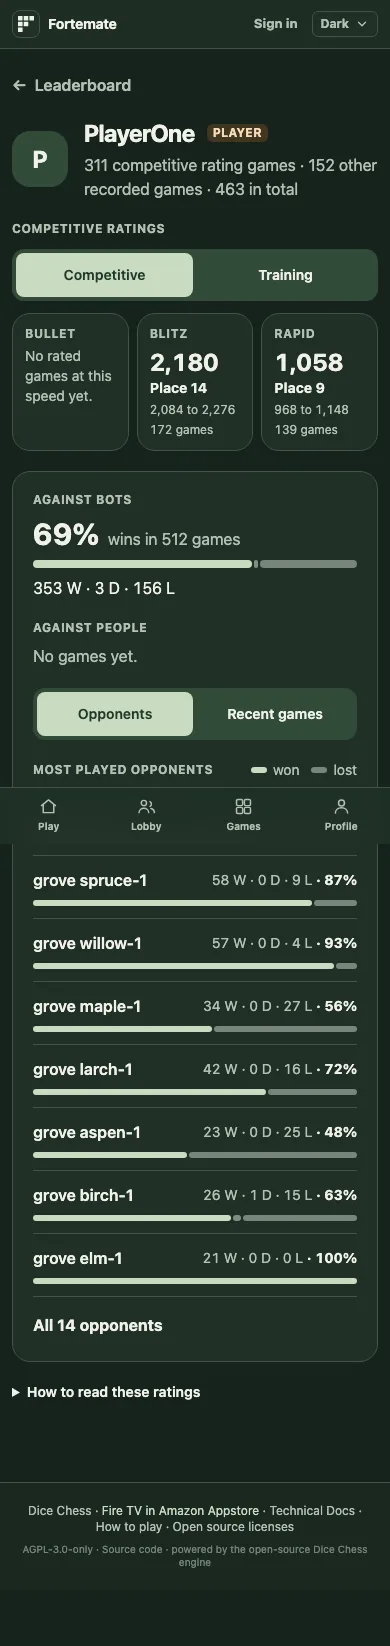 Fortemate
Sign in
Dark
← Leaderboard
P
PlayerOne
PLAYER
311 competitive rating games · 152 other
recorded games · 463 in total
COMPETITIVE RATINGS
Competitive
Training
BULLET
No rated
games at this
speed yet.
BLITZ
2,180
Place 14
2,084 to 2,276
172 games
RAPID
1,058
Place 9
968 to 1,148
139 games
AGAINST BOTS
69% wins in 512 games
353 W · 3 D · 156 L
AGAINST PEOPLE
No games yet.
Opponents
Recent games
MOST PLAYED OPPONENTS
won
lost
Play
Lobby
Games
Profile
grove spruce-1 58 W · 0 D · 9 L · 87%
grove willow-1 57 W · 0 D · 4 L · 93%
grove maple-1 34 W · 0 D · 27 L · 56%
grove larch-1 42 W · 0 D · 16 L · 72%
grove aspen-1 23 W · 0 D · 25 L · 48%
grove birch-1 26 W · 1 D · 15 L · 63%
grove elm-1 21 W · 0 D · 0 L · 100%
All 14 opponents
How to read these ratings
Dice Chess · Fire TV in Amazon Appstore · Technical Docs ·
How to play · Open source licenses
AGPL-3.0-only · Source code · powered by the open-source Dice Chess
engine